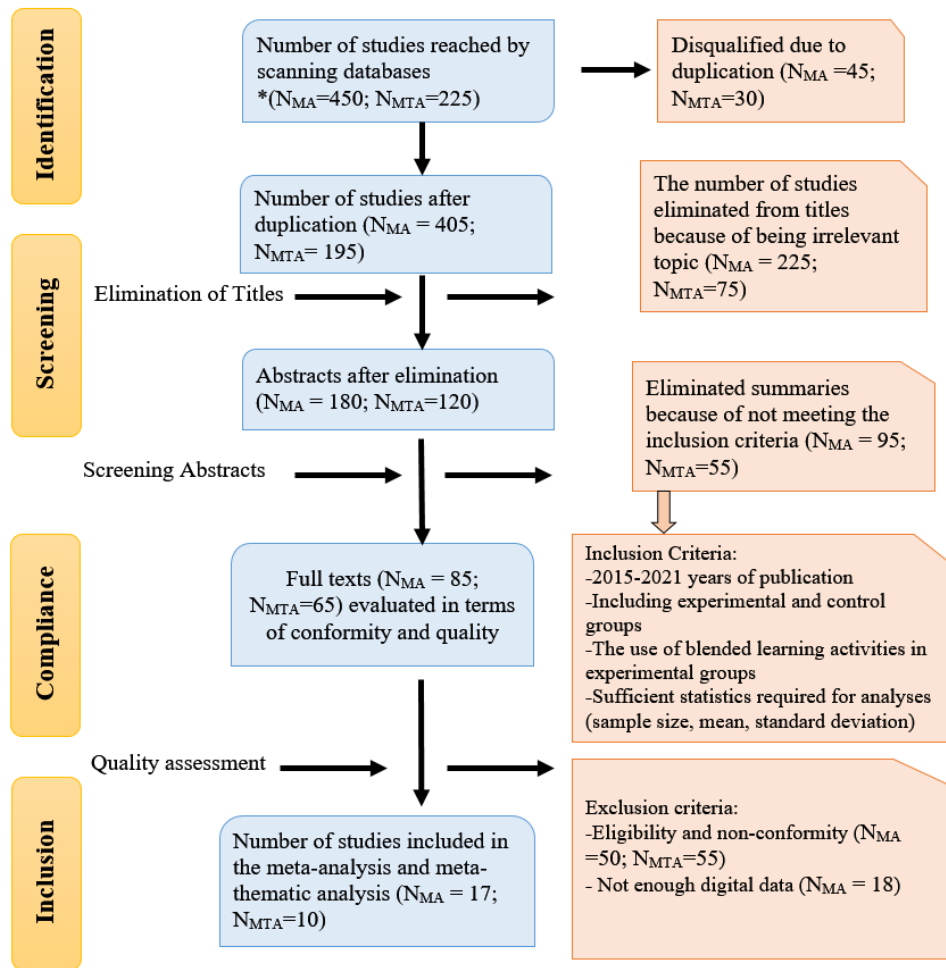 Identification
Number of studies reached by
scanning databases
*(NMA=450; NMTA=225)
Disqualified due to
duplication (NMA =45;
NMTA=30)
Number of studies after
duplication (NMA = 405;
NMTA= 195)
The number of studies
eliminated from titles
because of being irrelevant
topic (NMA = 225;
NMTA=75)
Screening
Elimination of Titles
Abstracts after elimination
(NMA = 180; NMTA=120)
Eliminated summaries
because of not meeting the
inclusion criteria (NMA = 95;
NMTA=55)
Screening Abstracts
Compliance
Full texts (NMA = 85;
NMTA=65) evaluated in terms
of conformity and quality
Inclusion Criteria:
-2015-2021 years of publication
-Including experimental and control
groups
-The use of blended learning activities in
experimental groups
-Sufficient statistics required for analyses
(sample size, mean, standard deviation)
Quality assessment
Inclusion
Number of studies included in
the meta-analysis and meta-
thematic analysis (NMA = 17;
NMTA=10)
Exclusion criteria:
-Eligibility and non-conformity (NMA
=50; NMTA=55)
- Not enough digital data (NMA = 18)